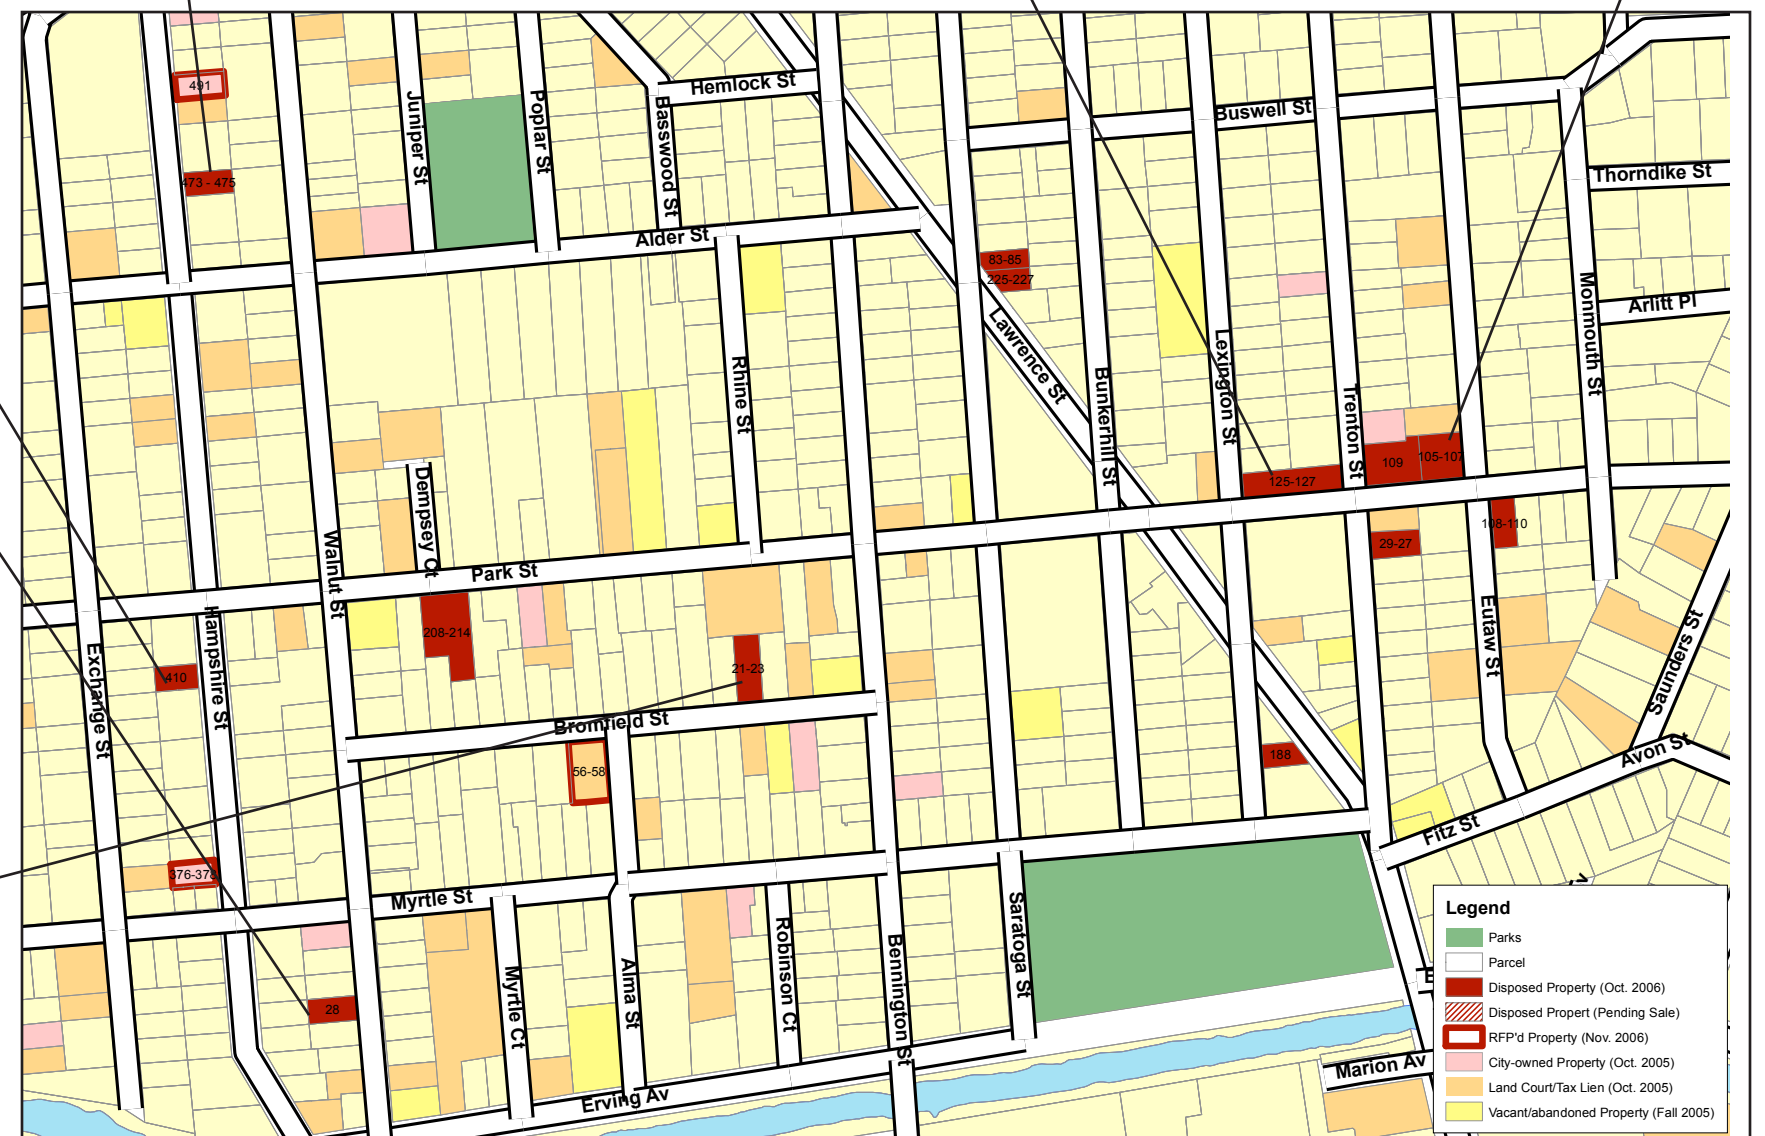 Hemlock St
491
Juniper St
Poplar St
Basswood St
Buswell St
473 - 475
Thorndike St
Alder St
83-85
225-227
Monmouth St
Arlitt Pl
Lawrence St
Rhine St
Bunkerhill St
Lexington St
Trenton St
109
105-107
125-127
Dempsey Ct
108-110
29-27
Walnut St
Park St
Hampshire St
208-214
Eutaw St
Saunders St
Exchange St
410
21-23
Bromfield St
56-58
188
Avon St
Fitz St
376-378
Myrtle St
Saratoga St
Robinson Ct
Bennington St
Alma St
Myrtle Ct
28
Marion Av
Erving Av
E
Legend
Parks
Parcel
Disposed Property (Oct. 2006)
Disposed Propert (Pending Sale)
RFP'd Property (Nov. 2006)
City-owned Property (Oct. 2005)
Land Court/Tax Lien (Oct. 2005)
Vacant/abandoned Property (Fall 2005)